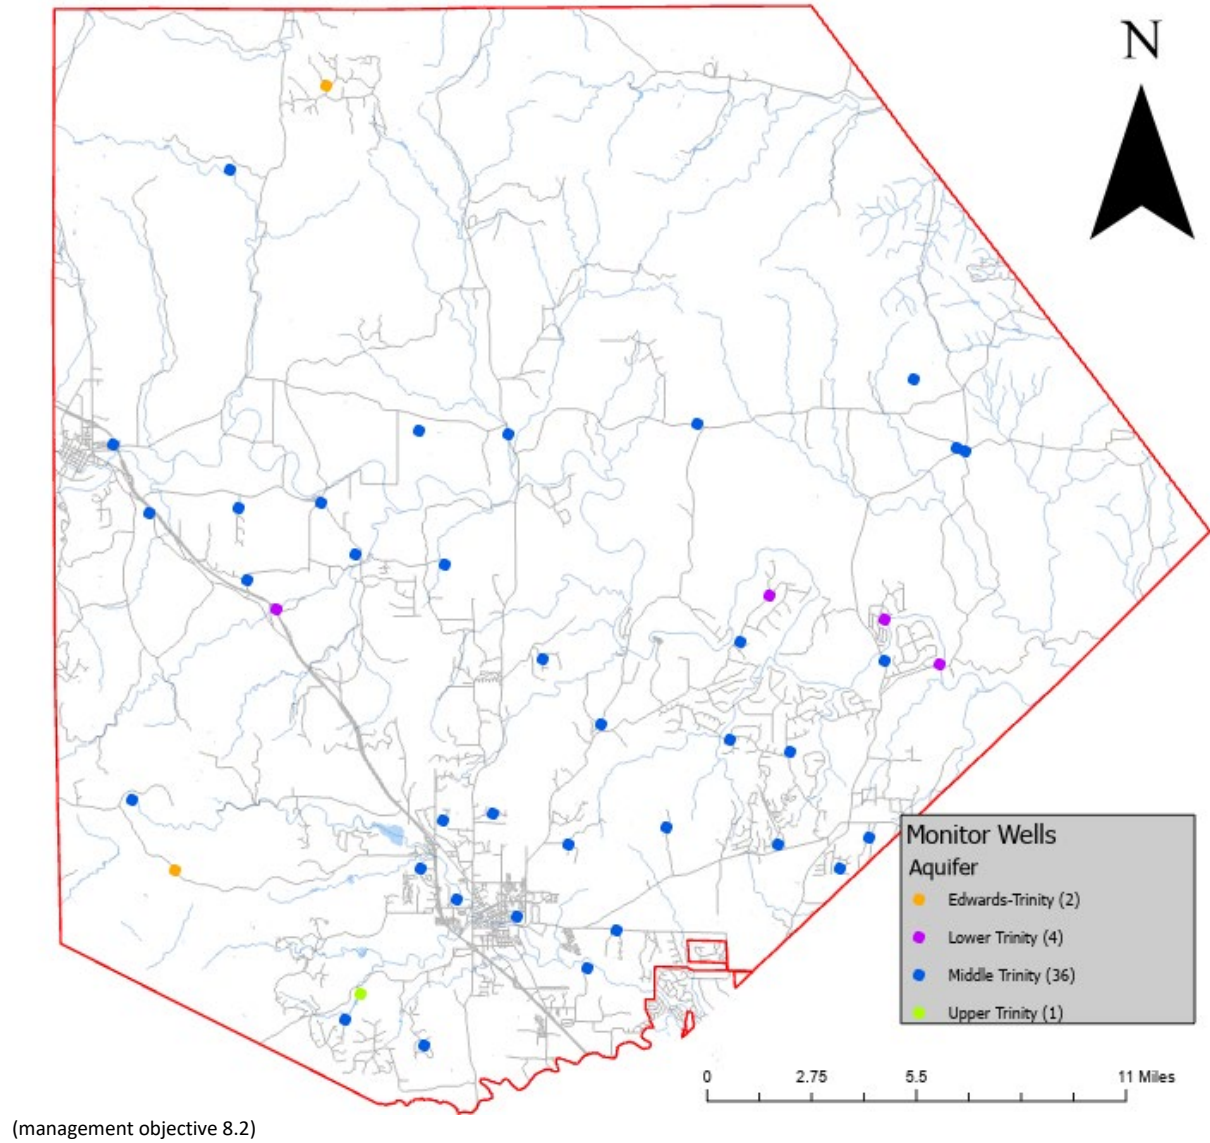 N
Monitor Wells
Aquifer
Edwards-Trinity (2)
Lower Trinity (4)
Middle Trinity (36)
Upper Trinity (1)
0 2.75 5.5 11 Miles
(management objective 8.2)